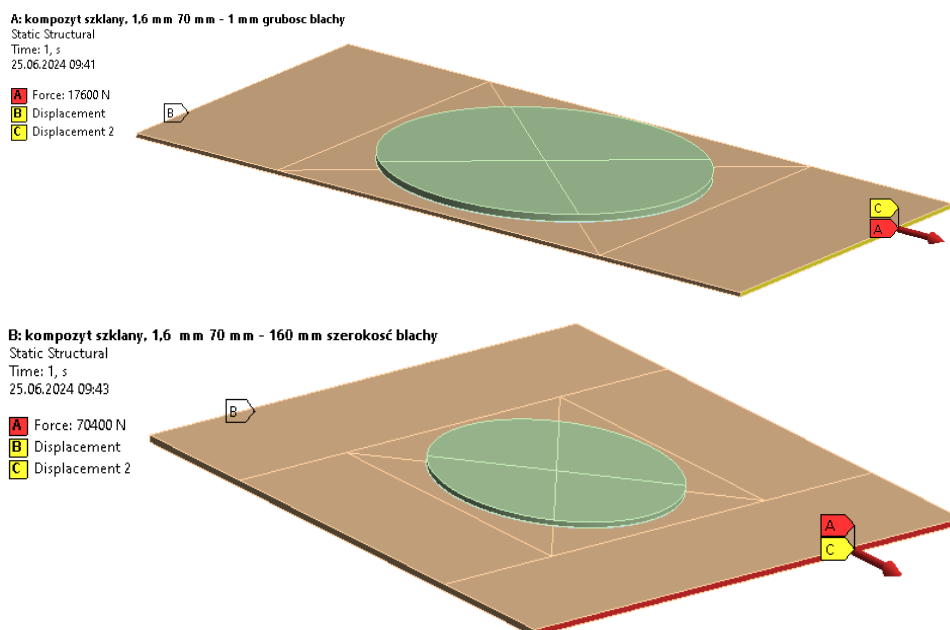 A: kompozyt szklany, 1,6 mm 70 mm - 1 mm grubosc blachy
Static Structural
Time: 1, s
25.06.2024 09:41
A Force: 17600 N
B Displacement
C Displacement 2
B
C
A
B: kompozyt szklany, 1,6 mm 70 mm - 160 mm szerokosć blachy
Static Structural
Time: 1, s
25.06.2024 09:43
A Force: 70400 N
B Displacement
C Displacement 2
B
A
C